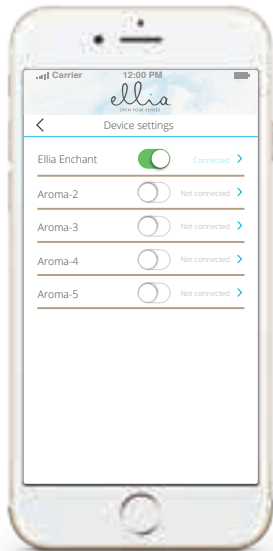 Carrier 12:00 PM
ellia
OPEN YOUR SENSES
Device settings
Ellia Enchant Connected
Aroma-2 Not connected
Aroma-3 Not connected
Aroma-4 Not connected
Aroma-5 Not connected